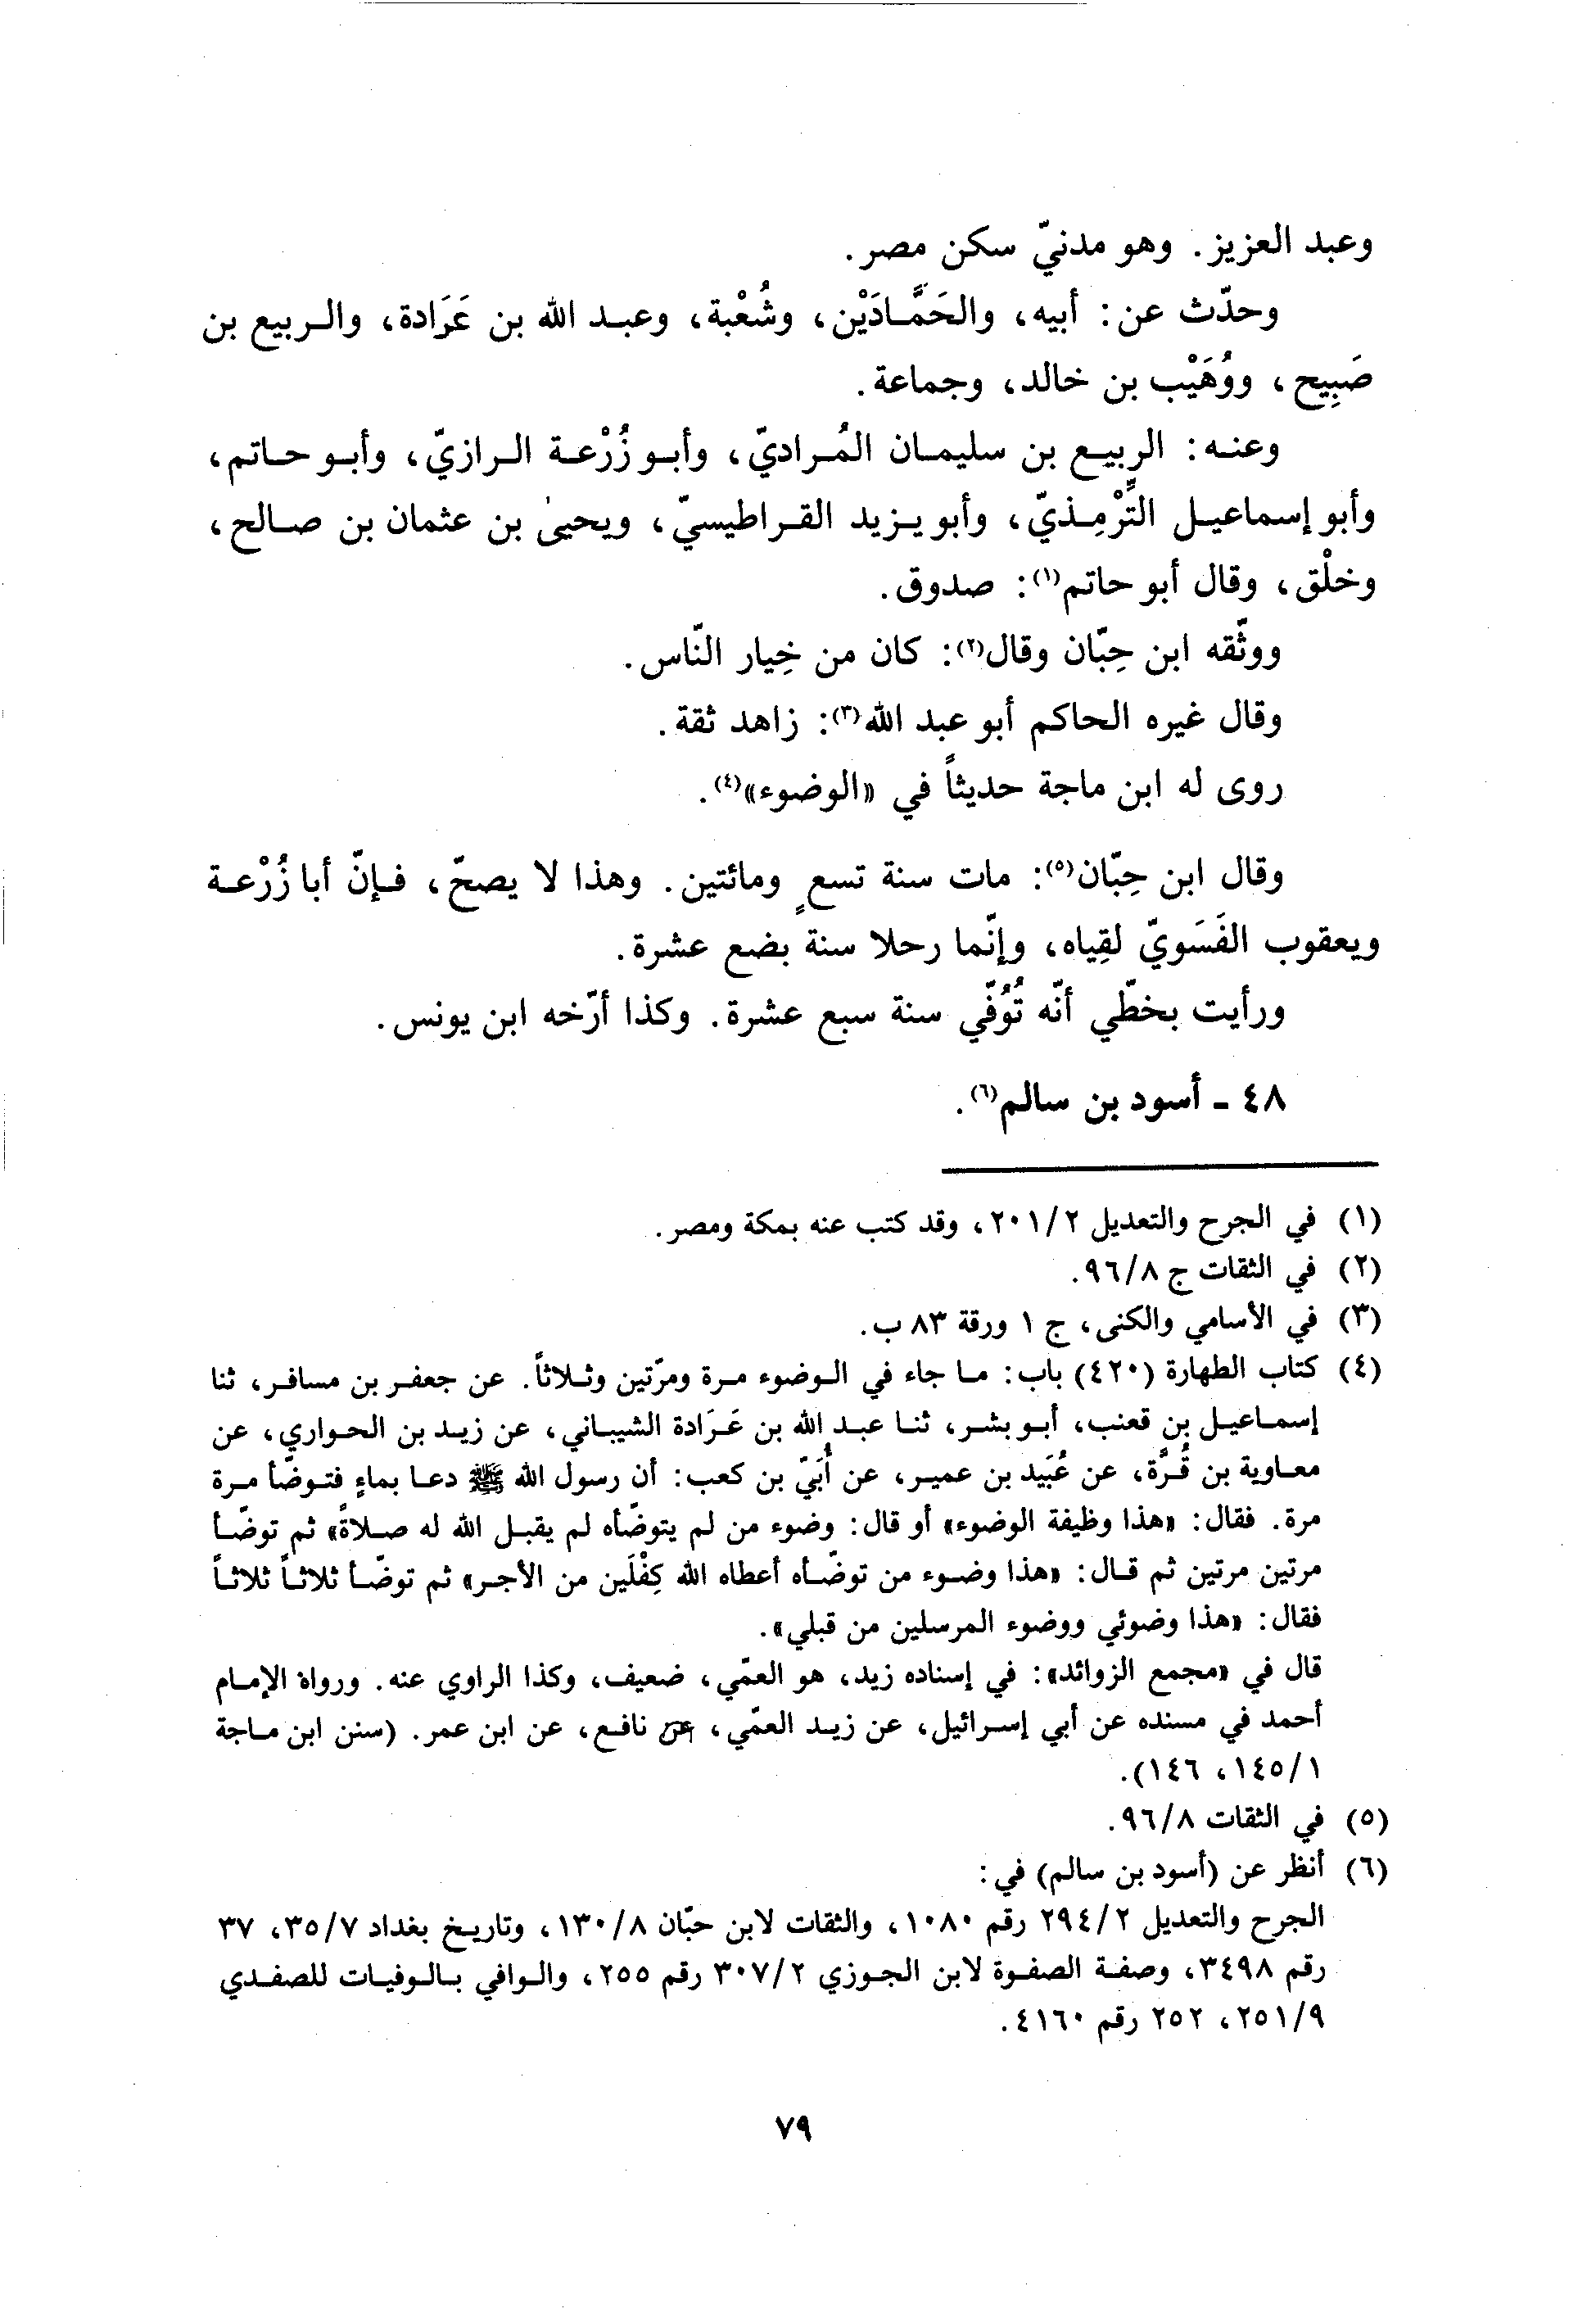 وعبد العزيز. وهو مدنيّ سكن مصر.
وحدّث عن: أبيه، والحَمَّادَيْن، وشُعْبة، وعبد الله بن عَرَادة، والربيع بن
صَبِيح، ووُهَيْب بن خالد، وجماعة.
وعنه: الربيع بن سليمان المُراديّ، وأبو زُرْعة الرازيّ، وأبو حاتم،
وأبو إسماعيل التِّرْمِذيّ، وأبو يزيد القراطيسيّ، ويحيىٰ بن عثمان بن صالح،
وخلْق، وقال أبو حاتم(١): صدوق.
ووثّقه ابن حِبّان وقال(٢): كان من خِيار النّاس.
وقال غيره الحاكم أبو عبد الله(٣): زاهد ثقة.
روى له ابن ماجة حديثاً في «الوضوء»(٤).
وقال ابن حِبّان(٥): مات سنة تسعٍ ومائتين. وهذا لا يصحّ، فإنّ أبا زُرْعة
ويعقوب الفَسَويّ لقِياه، وإنّما رحلا سنة بضع عشرة.
ورأيت بخطّي أنّه تُوُفّي سنة سبع عشرة. وكذا أرّخه ابن يونس.
٤٨ - أسود بن سالم(٦).
(١) في الجرح والتعديل ٢٠١/٢، وقد كتب عنه بمكة ومصر.
(٢) في الثقات ج ٩٦/٨.
(٣) في الأسامي والكنى، ج ١ ورقة ٨٣ ب.
(٤) كتاب الطهارة (٤٢٠) باب: ما جاء في الوضوء مرة ومرّتين وثلاثاً. عن جعفر بن مسافر، ثنا
إسماعيل بن قعنب، أبو بشر، ثنا عبد الله بن عَرَادة الشيباني، عن زيد بن الحواري، عن
معاوية بن قُرَّة، عن عُبَيد بن عمير، عن أُبَيّ بن كعب: أن رسول الله ﷺ دعا بماءٍ فتوضّأ مرة
مرة. فقال: «هذا وظيفة الوضوء» أو قال: وضوء من لم يتوضّأه لم يقبل الله له صلاةً» ثم توضّأ
مرتين مرتين ثم قال: «هذا وضوء من توضّأه أعطاه الله كِفْلَين من الأجر» ثم توضّأ ثلاثاً ثلاثاً
فقال: «هذا وضوئي ووضوء المرسلين من قبلي».
قال في «مجمع الزوائد»: في إسناده زيد، هو العمّي، ضعيف، وكذا الراوي عنه. ورواة الإمام
أحمد في مسنده عن أبي إسرائيل، عن زيد العمّي، عن نافع، عن ابن عمر. (سنن ابن ماجة
١٤٥/١، ١٤٦).
(٥) في الثقات ٩٦/٨.
(٦) أنظر عن (أسود بن سالم) في:
الجرح والتعديل ٢٩٤/٢ رقم ١٠٨٠، والثقات لابن حبّان ١٣٠/٨، وتاريخ بغداد ٣٥/٧، ٣٧
رقم ٣٤٩٨، وصفة الصفوة لابن الجوزي ٣٠٧/٢ رقم ٢٥٥، والوافي بالوفيات للصفدي
٢٥١/٩، ٢٥٢ رقم ٤١٦٠.
٧٩